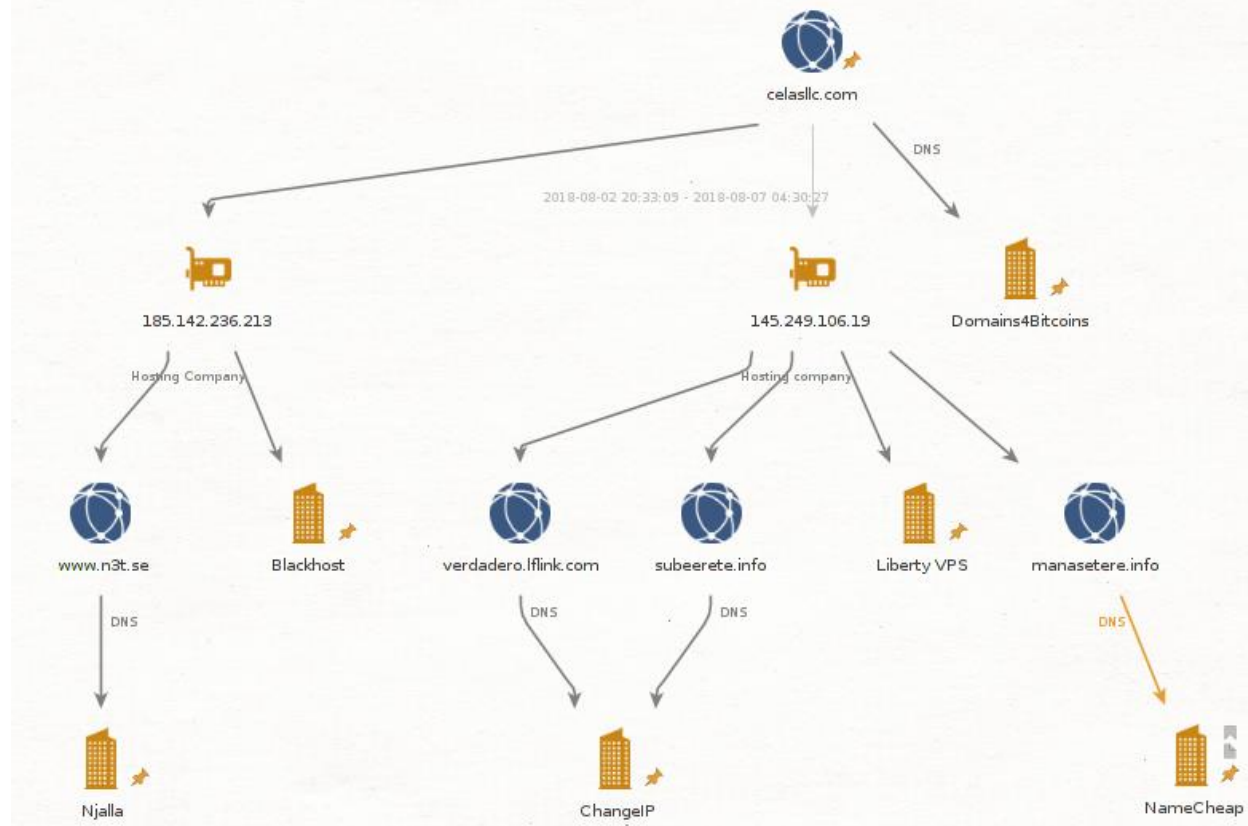 celasllc.com
DNS
2018-08-02 20:33:09 - 2018-08-07 04:30:27
185.142.236.213
145.249.106.19
Domains4Bitcoins
Hosting Company
Hosting company
www.n3t.se
Blackhost
verdadero.lflink.com
subeerete.info
Liberty VPS
manasetere.info
DNS
DNS
DNS
DNS
Njalla
ChangeIP
NameCheap